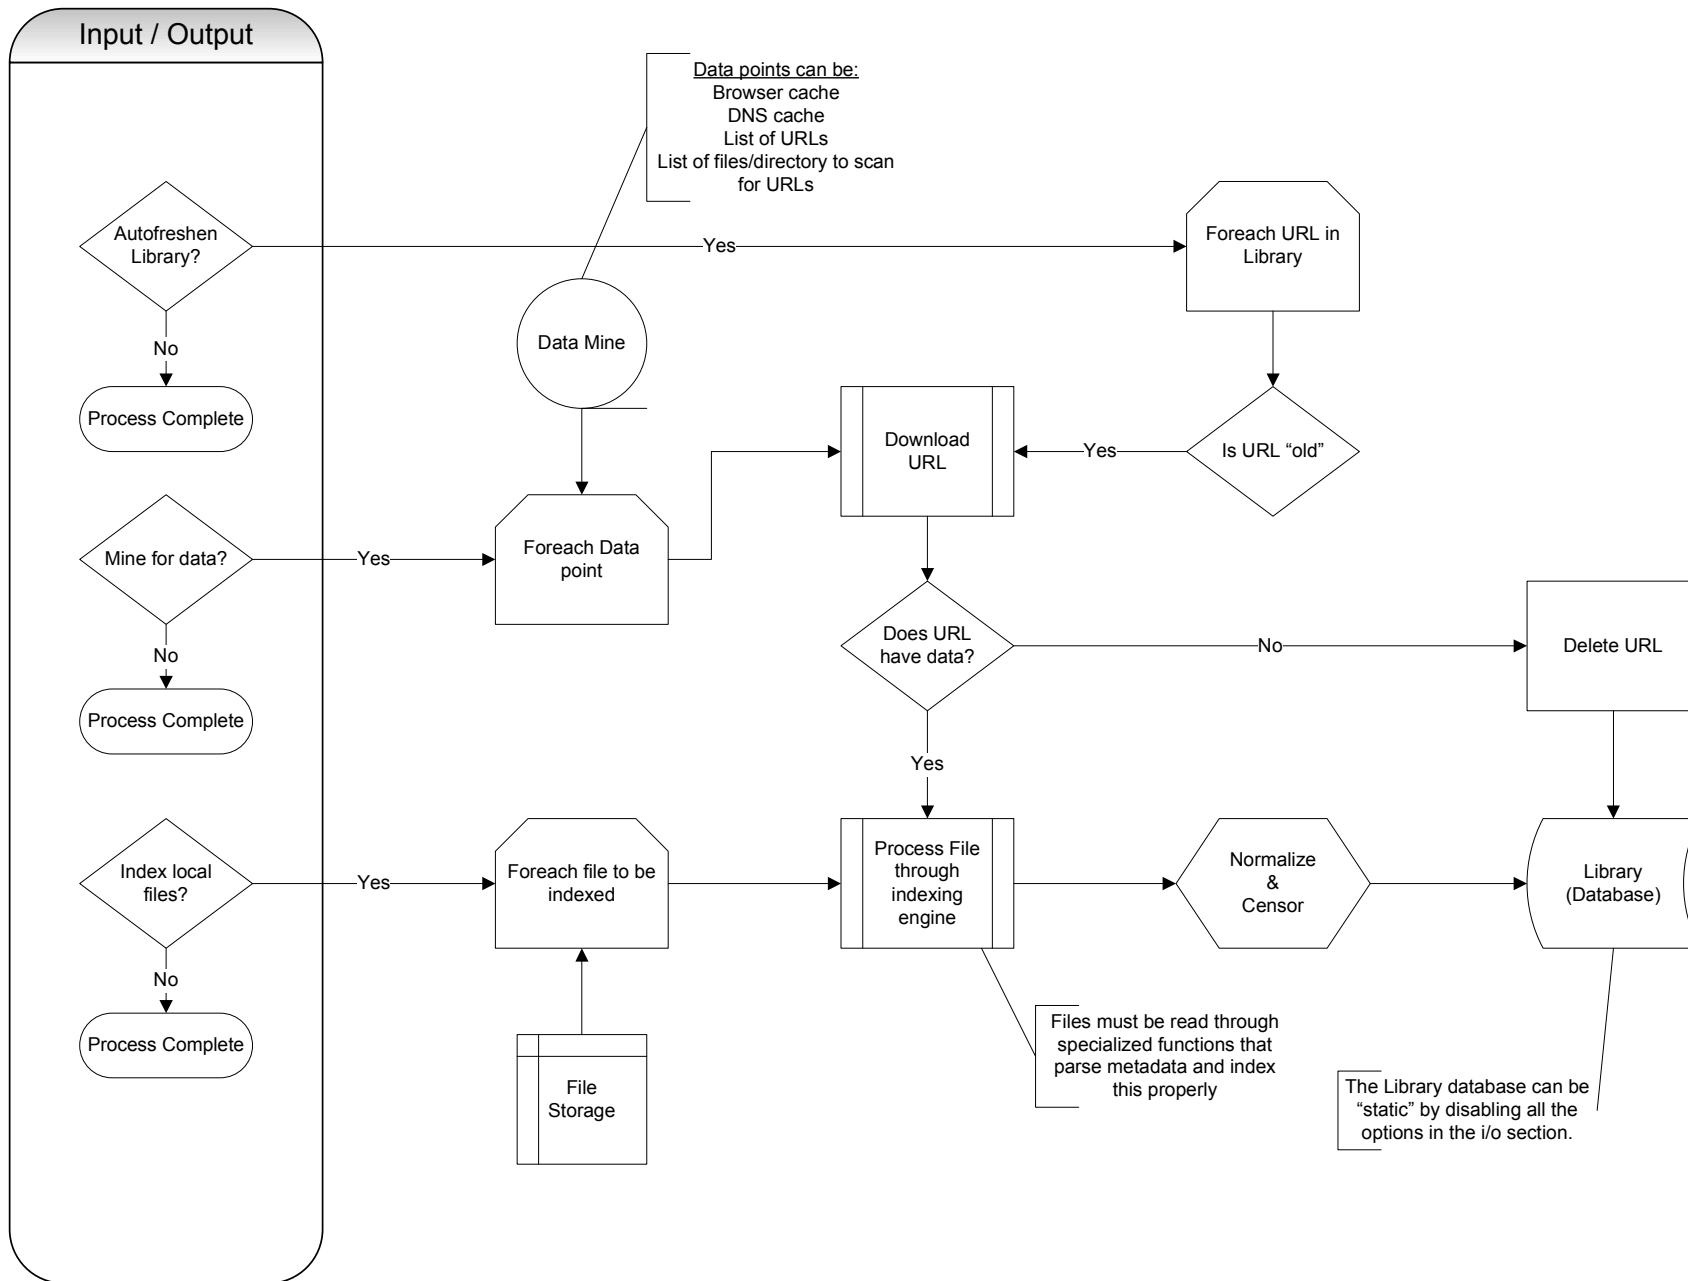 Input / Output
Data points can be:
Browser cache
DNS cache
List of URLs
List of files/directory to scan
for URLs
Autofreshen
Library?
Yes
Foreach URL in
Library
No
Process Complete
Data Mine
Download
URL
Yes
Is URL “old”
Mine for data?
Yes
Foreach Data
point
No
Process Complete
Does URL
have data?
No
Delete URL
Yes
Index local
files?
Yes
Foreach file to be
indexed
Process File
through
indexing
engine
Normalize
&
Censor
Library
(Database)
No
Process Complete
File
Storage
Files must be read through
specialized functions that
parse metadata and index
this properly
The Library database can be
“static” by disabling all the
options in the i/o section.